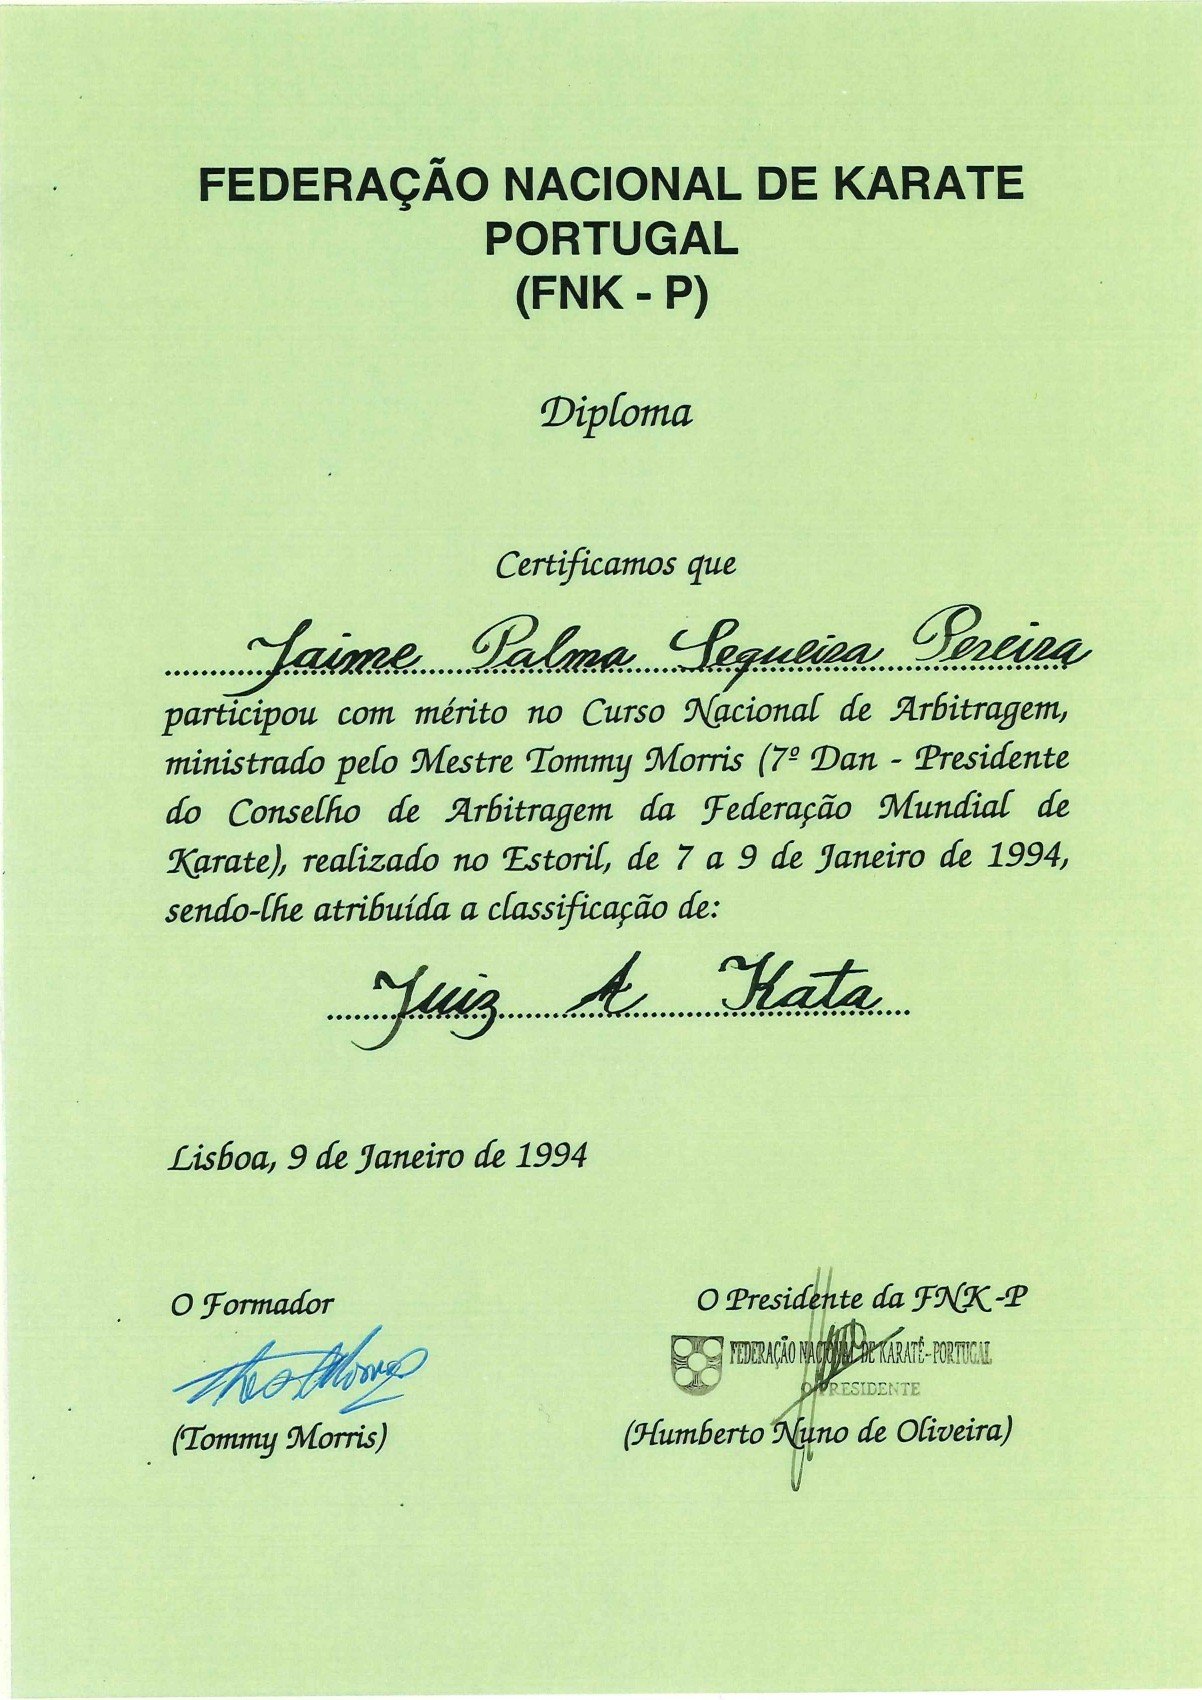 FEDERAÇÃO NACIONAL DE KARATE
PORTUGAL
(FNK - P)
Diploma
Certificamos que
Jaime Palma Sequeira Pereira
participou com mérito no Curso Nacional de Arbitragem,
ministrado pelo Mestre Tommy Morris (7º Dan - Presidente
do Conselho de Arbitragem da Federação Mundial de
Karate), realizado no Estoril, de 7 a 9 de Janeiro de 1994,
sendo-lhe atribuída a classificação de:
Juiz A Kata
Lisboa, 9 de Janeiro de 1994
O Formador
(Tommy Morris)
O Presidente da FNK -P
FEDERAÇÃO NACIONAL DE KARATÉ-PORTUGAL
O PRESIDENTE
(Humberto Nuno de Oliveira)